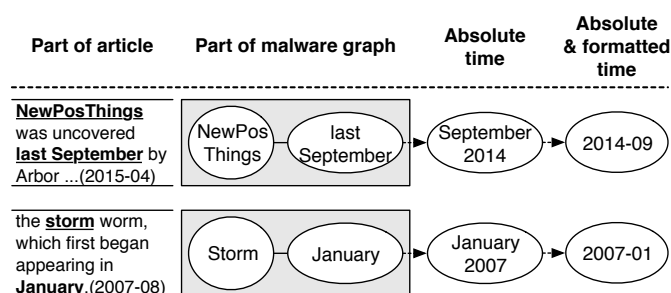 Part of article
Part of malware graph
Absolute
time
Absolute
& formatted
time
NewPosThings
was uncovered
last September by
Arbor ...(2015-04)
NewPos
Things
last
September
September
2014
2014-09
the storm worm,
which first began
appearing in
January.(2007-08)
Storm
January
January
2007
2007-01